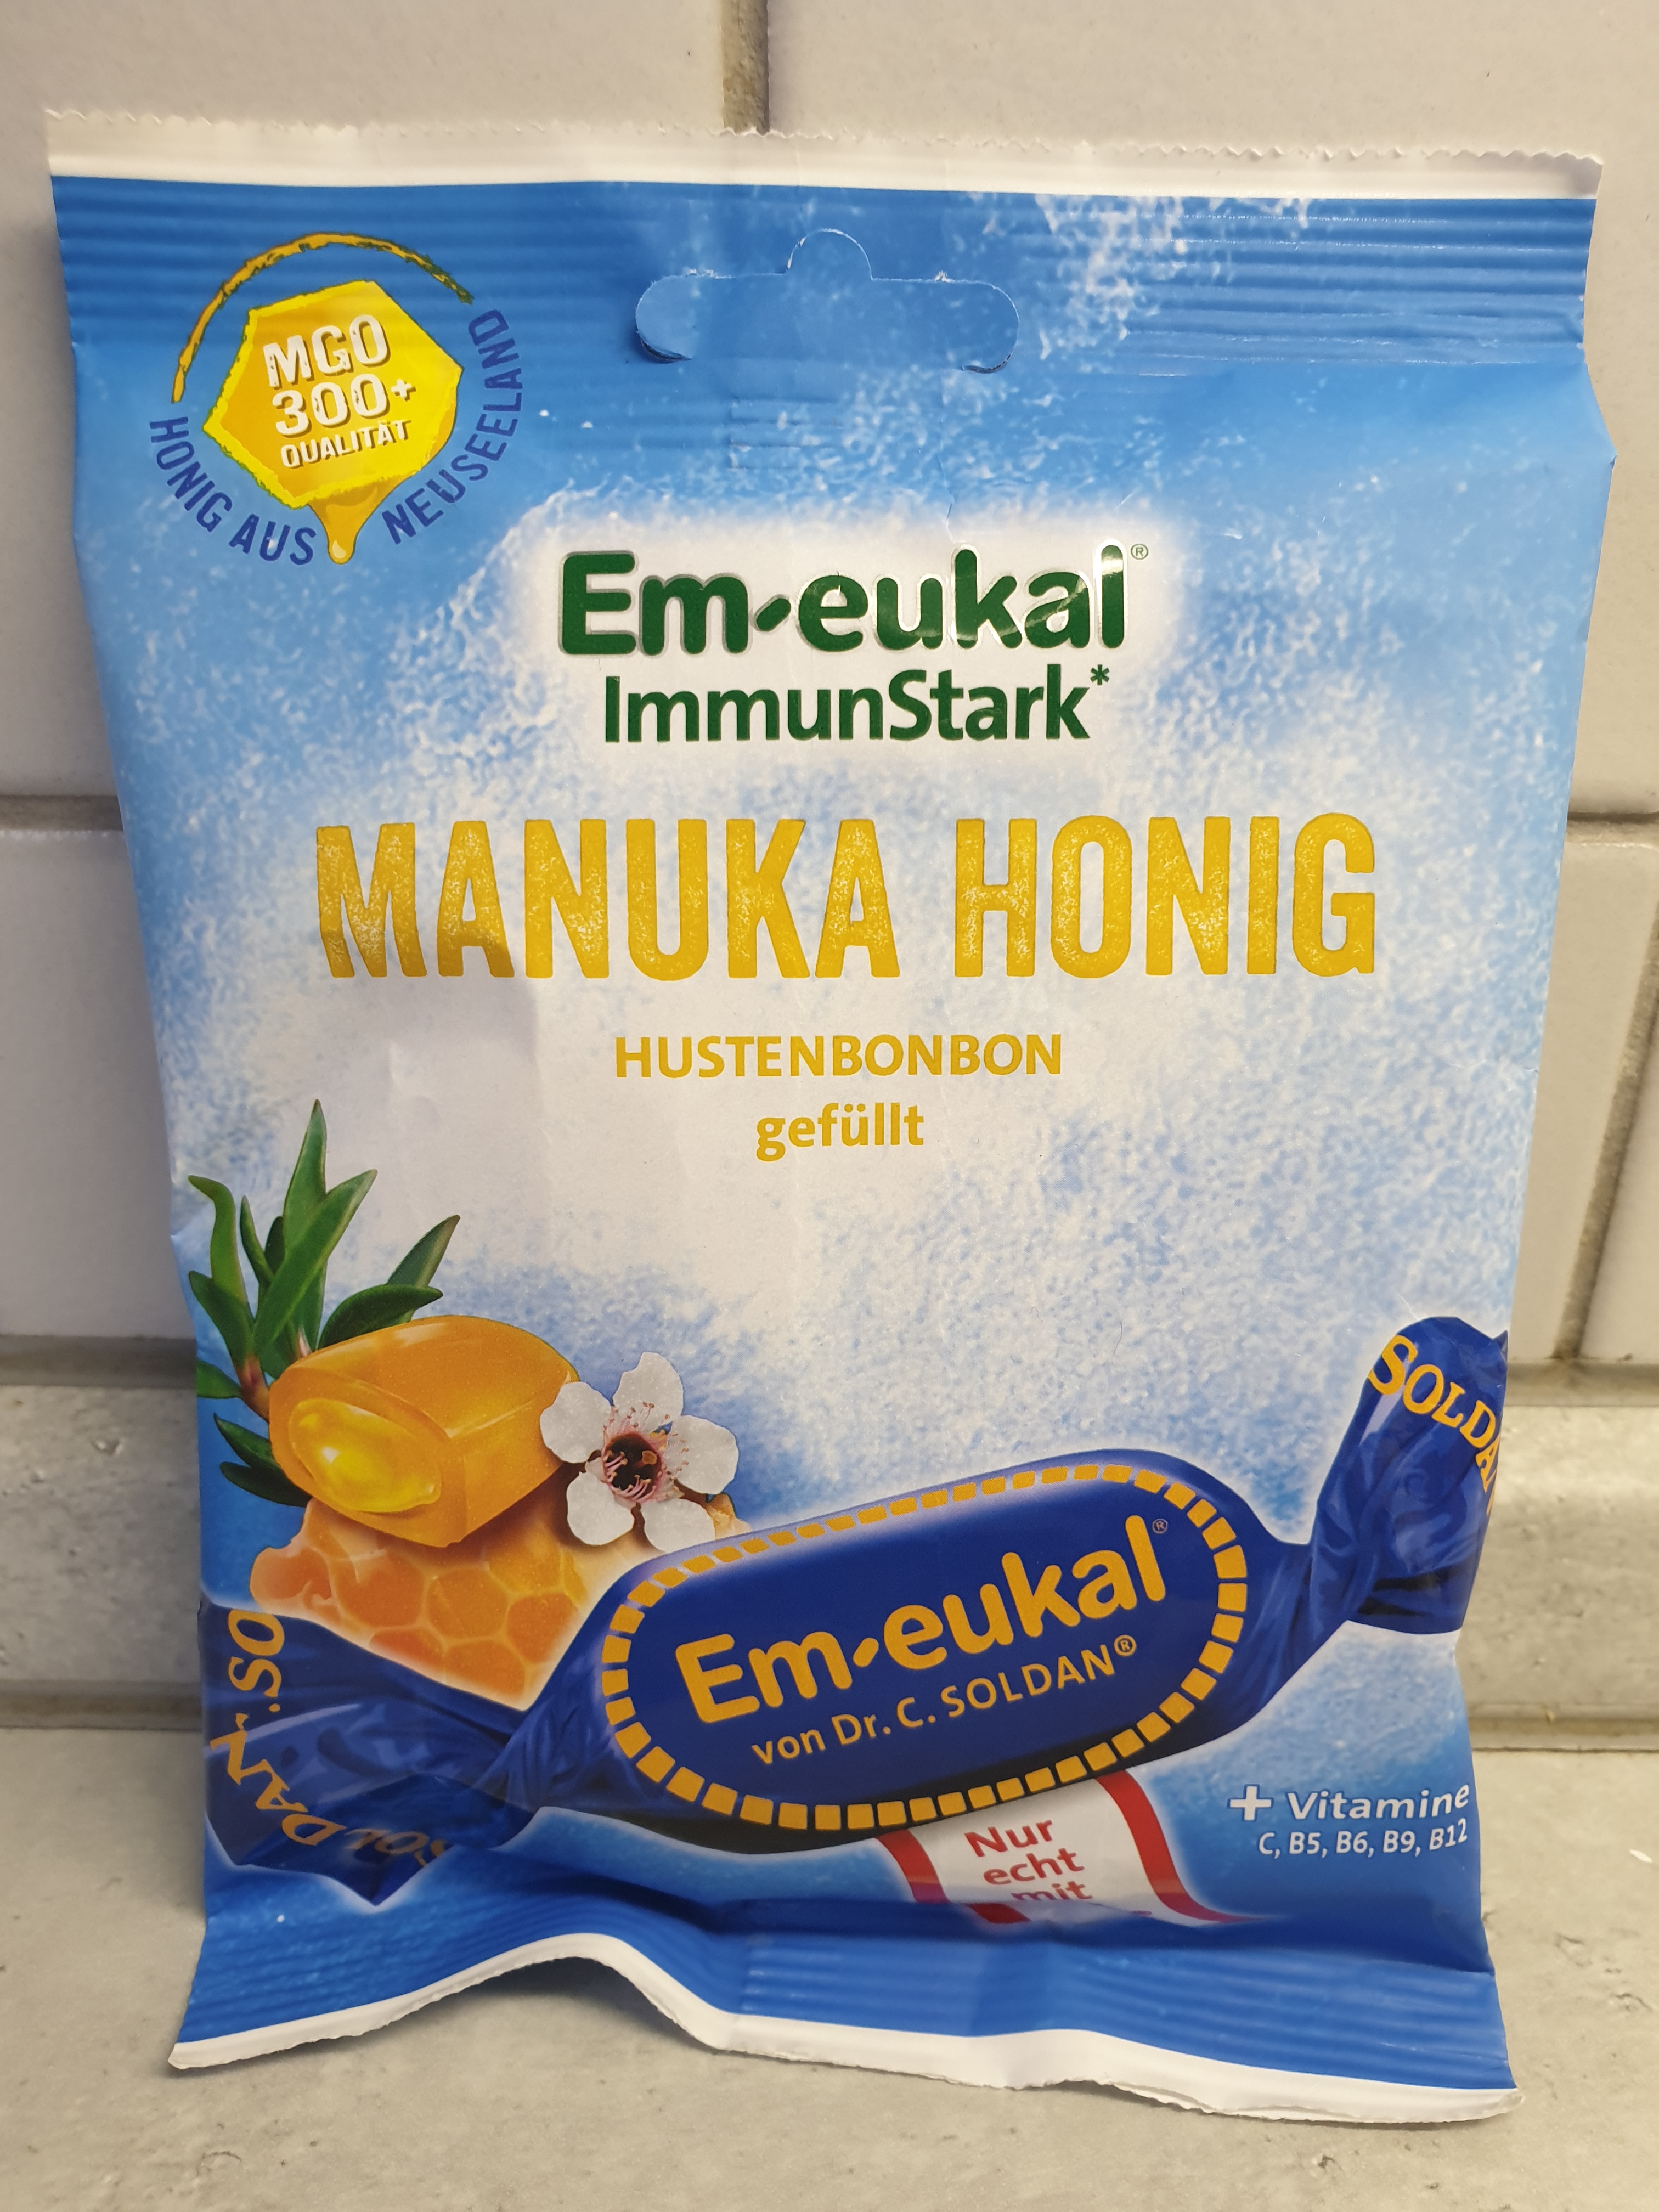 MGO
300+
QUALITÄT
HONIG AUS NEUSEELAND
Em-eukal®
ImmunStark*
MANUKA HONIG
HUSTENBONBON
gefüllt
SOLDAN
Em-eukal®
von Dr. C. SOLDAN®
SOLDAN
Nur
echt
mit
+ Vitamine
C, B5, B6, B9, B12